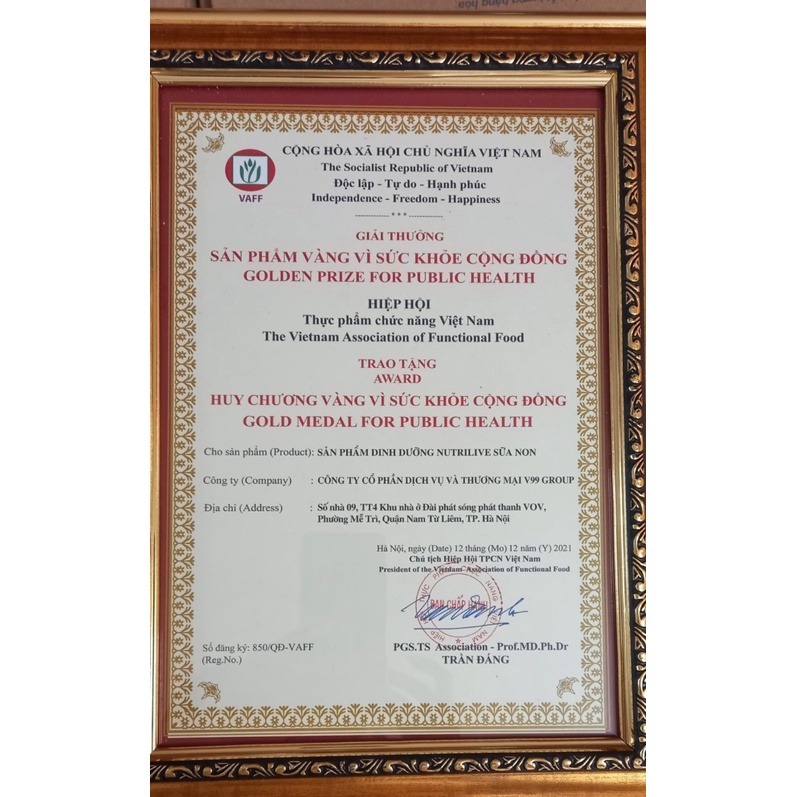 CỘNG HÒA XÃ HỘI CHỦ NGHĨA VIỆT NAM
The Socialist Republic of Vietnam
Độc lập - Tự do - Hạnh phúc
Independence - Freedom - Happiness
------------ * * * ------------
VAFF
GIẢI THƯỞNG
SẢN PHẨM VÀNG VÌ SỨC KHỎE CỘNG ĐỒNG
GOLDEN PRIZE FOR PUBLIC HEALTH
HIỆP HỘI
Thực phẩm chức năng Việt Nam
The Vietnam Association of Functional Food
TRAO TẶNG
AWARD
HUY CHƯƠNG VÀNG VÌ SỨC KHỎE CỘNG ĐỒNG
GOLD MEDAL FOR PUBLIC HEALTH
Cho sản phẩm (Product): SẢN PHẨM DINH DƯỠNG NUTRILIVE SỮA NON
Công ty (Company) : CÔNG TY CỔ PHẦN DỊCH VỤ VÀ THƯƠNG MẠI V99 GROUP
Địa chỉ (Address) : Số nhà 09, TT4 Khu nhà ở Đài phát sóng phát thanh VOV,
Phường Mễ Trì, Quận Nam Từ Liêm, TP. Hà Nội
Hà Nội, ngày (Date) 12 tháng (Mo) 12 năm (Y) 2021
Chủ tịch Hiệp Hội TPCN Việt Nam
President of the Vietnam Association of Functional Food
BAN CHẤP HÀNH
Số đăng ký: 850/QĐ-VAFF
(Reg.No.)
PGS.TS Association - Prof.MD.Ph.Dr
TRẦN ĐÁNG